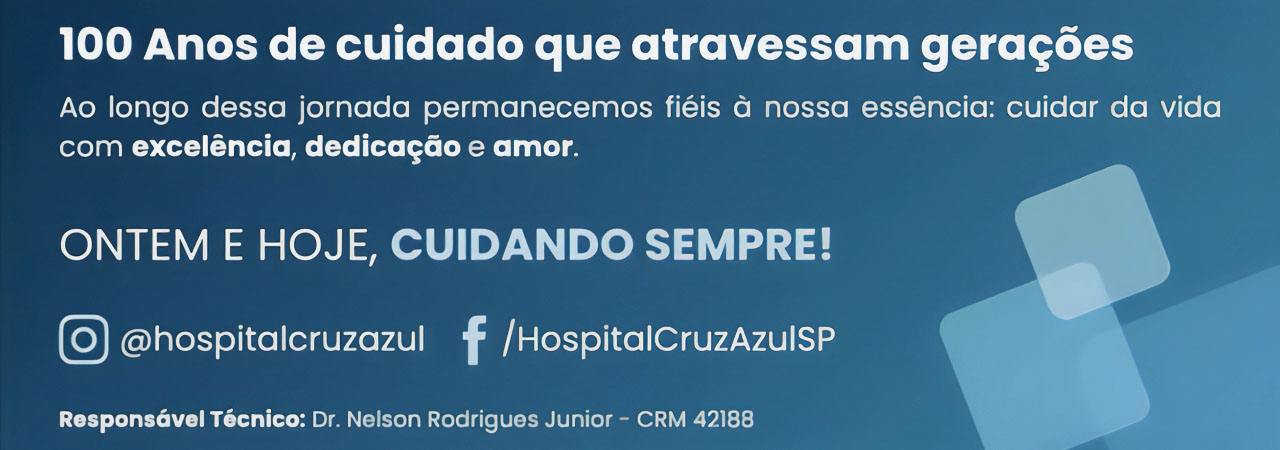 100 Anos de cuidado que atravessam gerações
Ao longo dessa jornada permanecemos fiéis à nossa essência: cuidar da vida
com excelência, dedicação e amor.
ONTEM E HOJE, CUIDANDO SEMPRE!
@hospitalcruzazul /HospitalCruzAzulSP
Responsável Técnico: Dr. Nelson Rodrigues Junior - CRM 42188